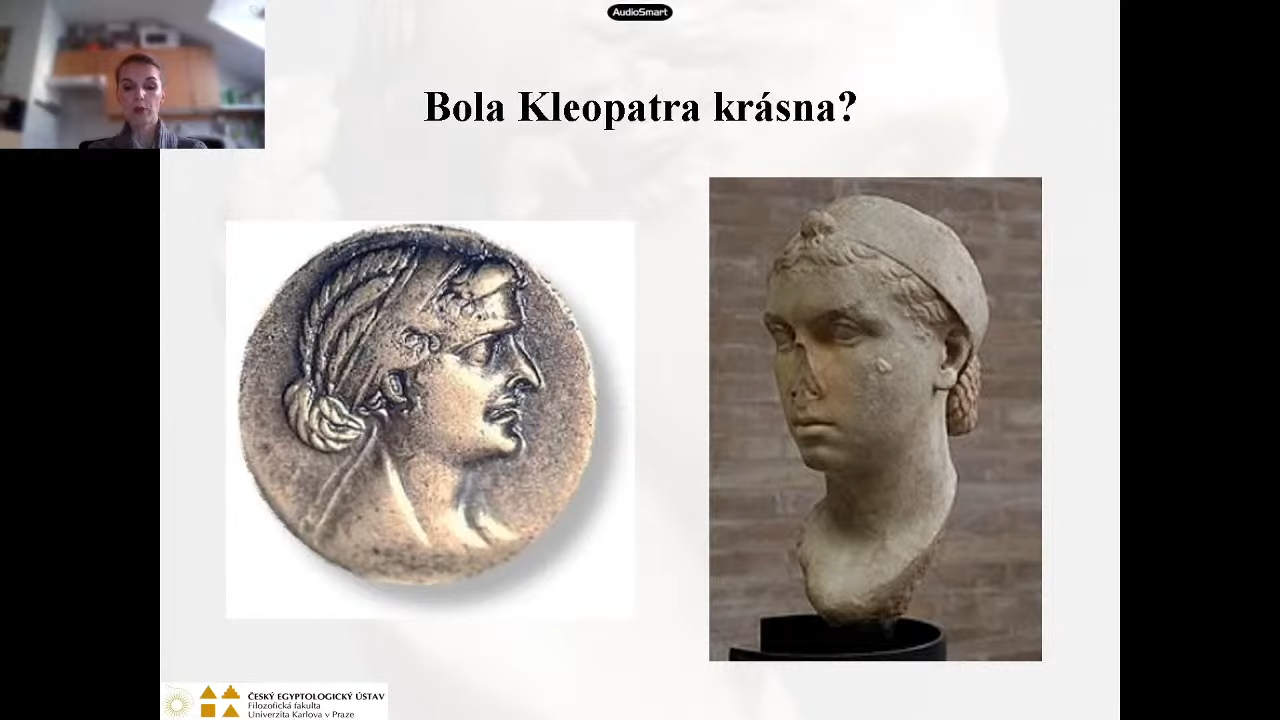 AudioSmart
Bola Kleopatra krásna?
ČESKÝ EGYPTOLOGICKÝ ÚSTAV
Filozofická fakulta
Univerzita Karlova v Praze